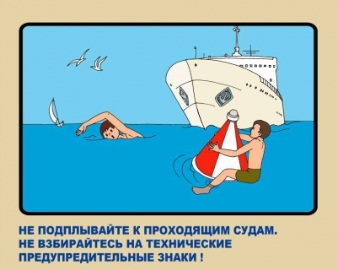 НЕ ПОДПЛЫВАЙТЕ К ПРОХОДЯЩИМ СУДАМ.
НЕ ВЗБИРАЙТЕСЬ НА ТЕХНИЧЕСКИЕ
ПРЕДУПРЕДИТЕЛЬНЫЕ ЗНАКИ !